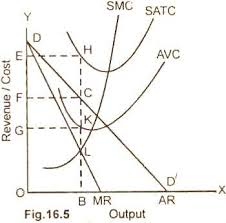 Y
SMC
SATC
D
H
E
AVC
C
F
Revenue / Cost.
K
G
L
D/
O
B
MR
AR
X
Fig.16.5
Output